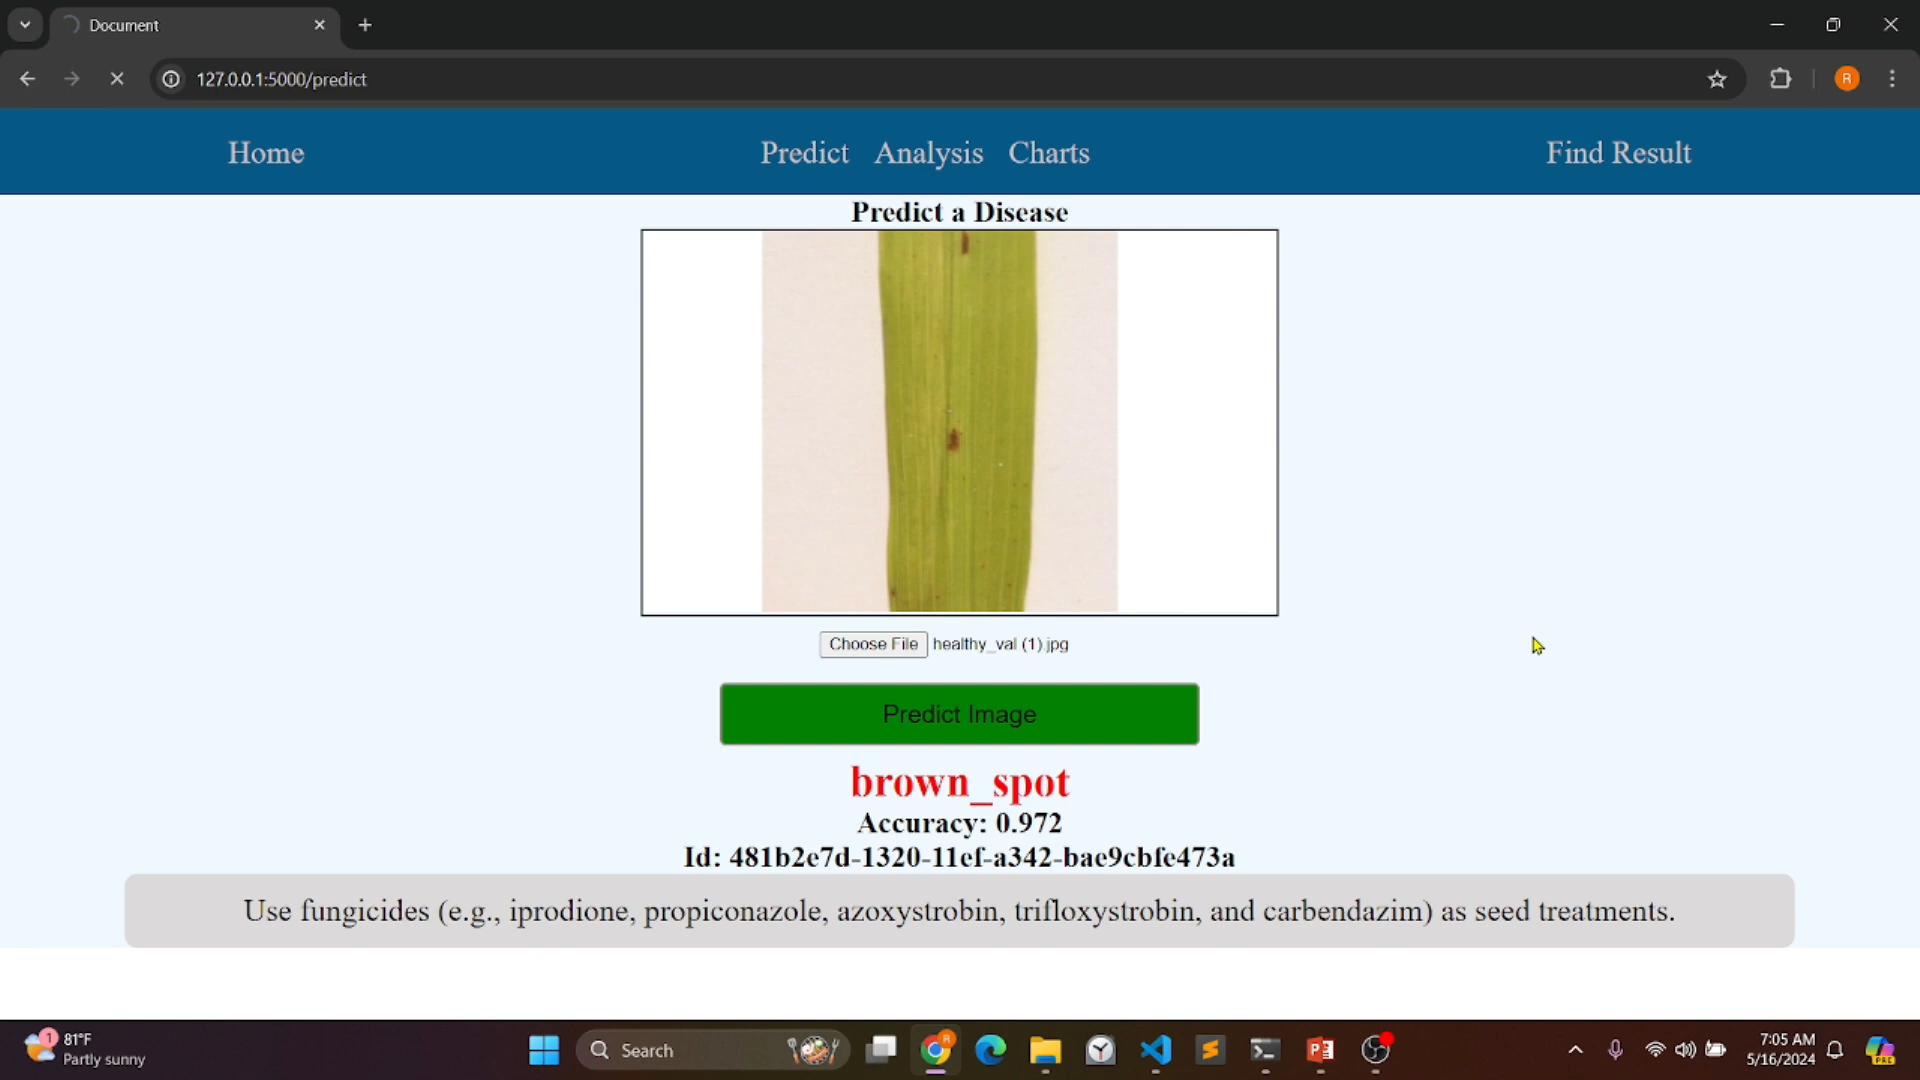 Document
127.0.0.1:5000/predict
R
Home
Predict
Analysis
Charts
Find Result
Predict a Disease
Choose File healthy_val (1).jpg
Predict Image
brown_spot
Accuracy: 0.972
Id: 481b2e7d-1320-11ef-a342-bae9cbfe473a
Use fungicides (e.g., iprodione, propiconazole, azoxystrobin, trifloxystrobin, and carbendazim) as seed treatments.
1
81°F
Partly sunny
Search
R
7:05 AM
5/16/2024
PRE